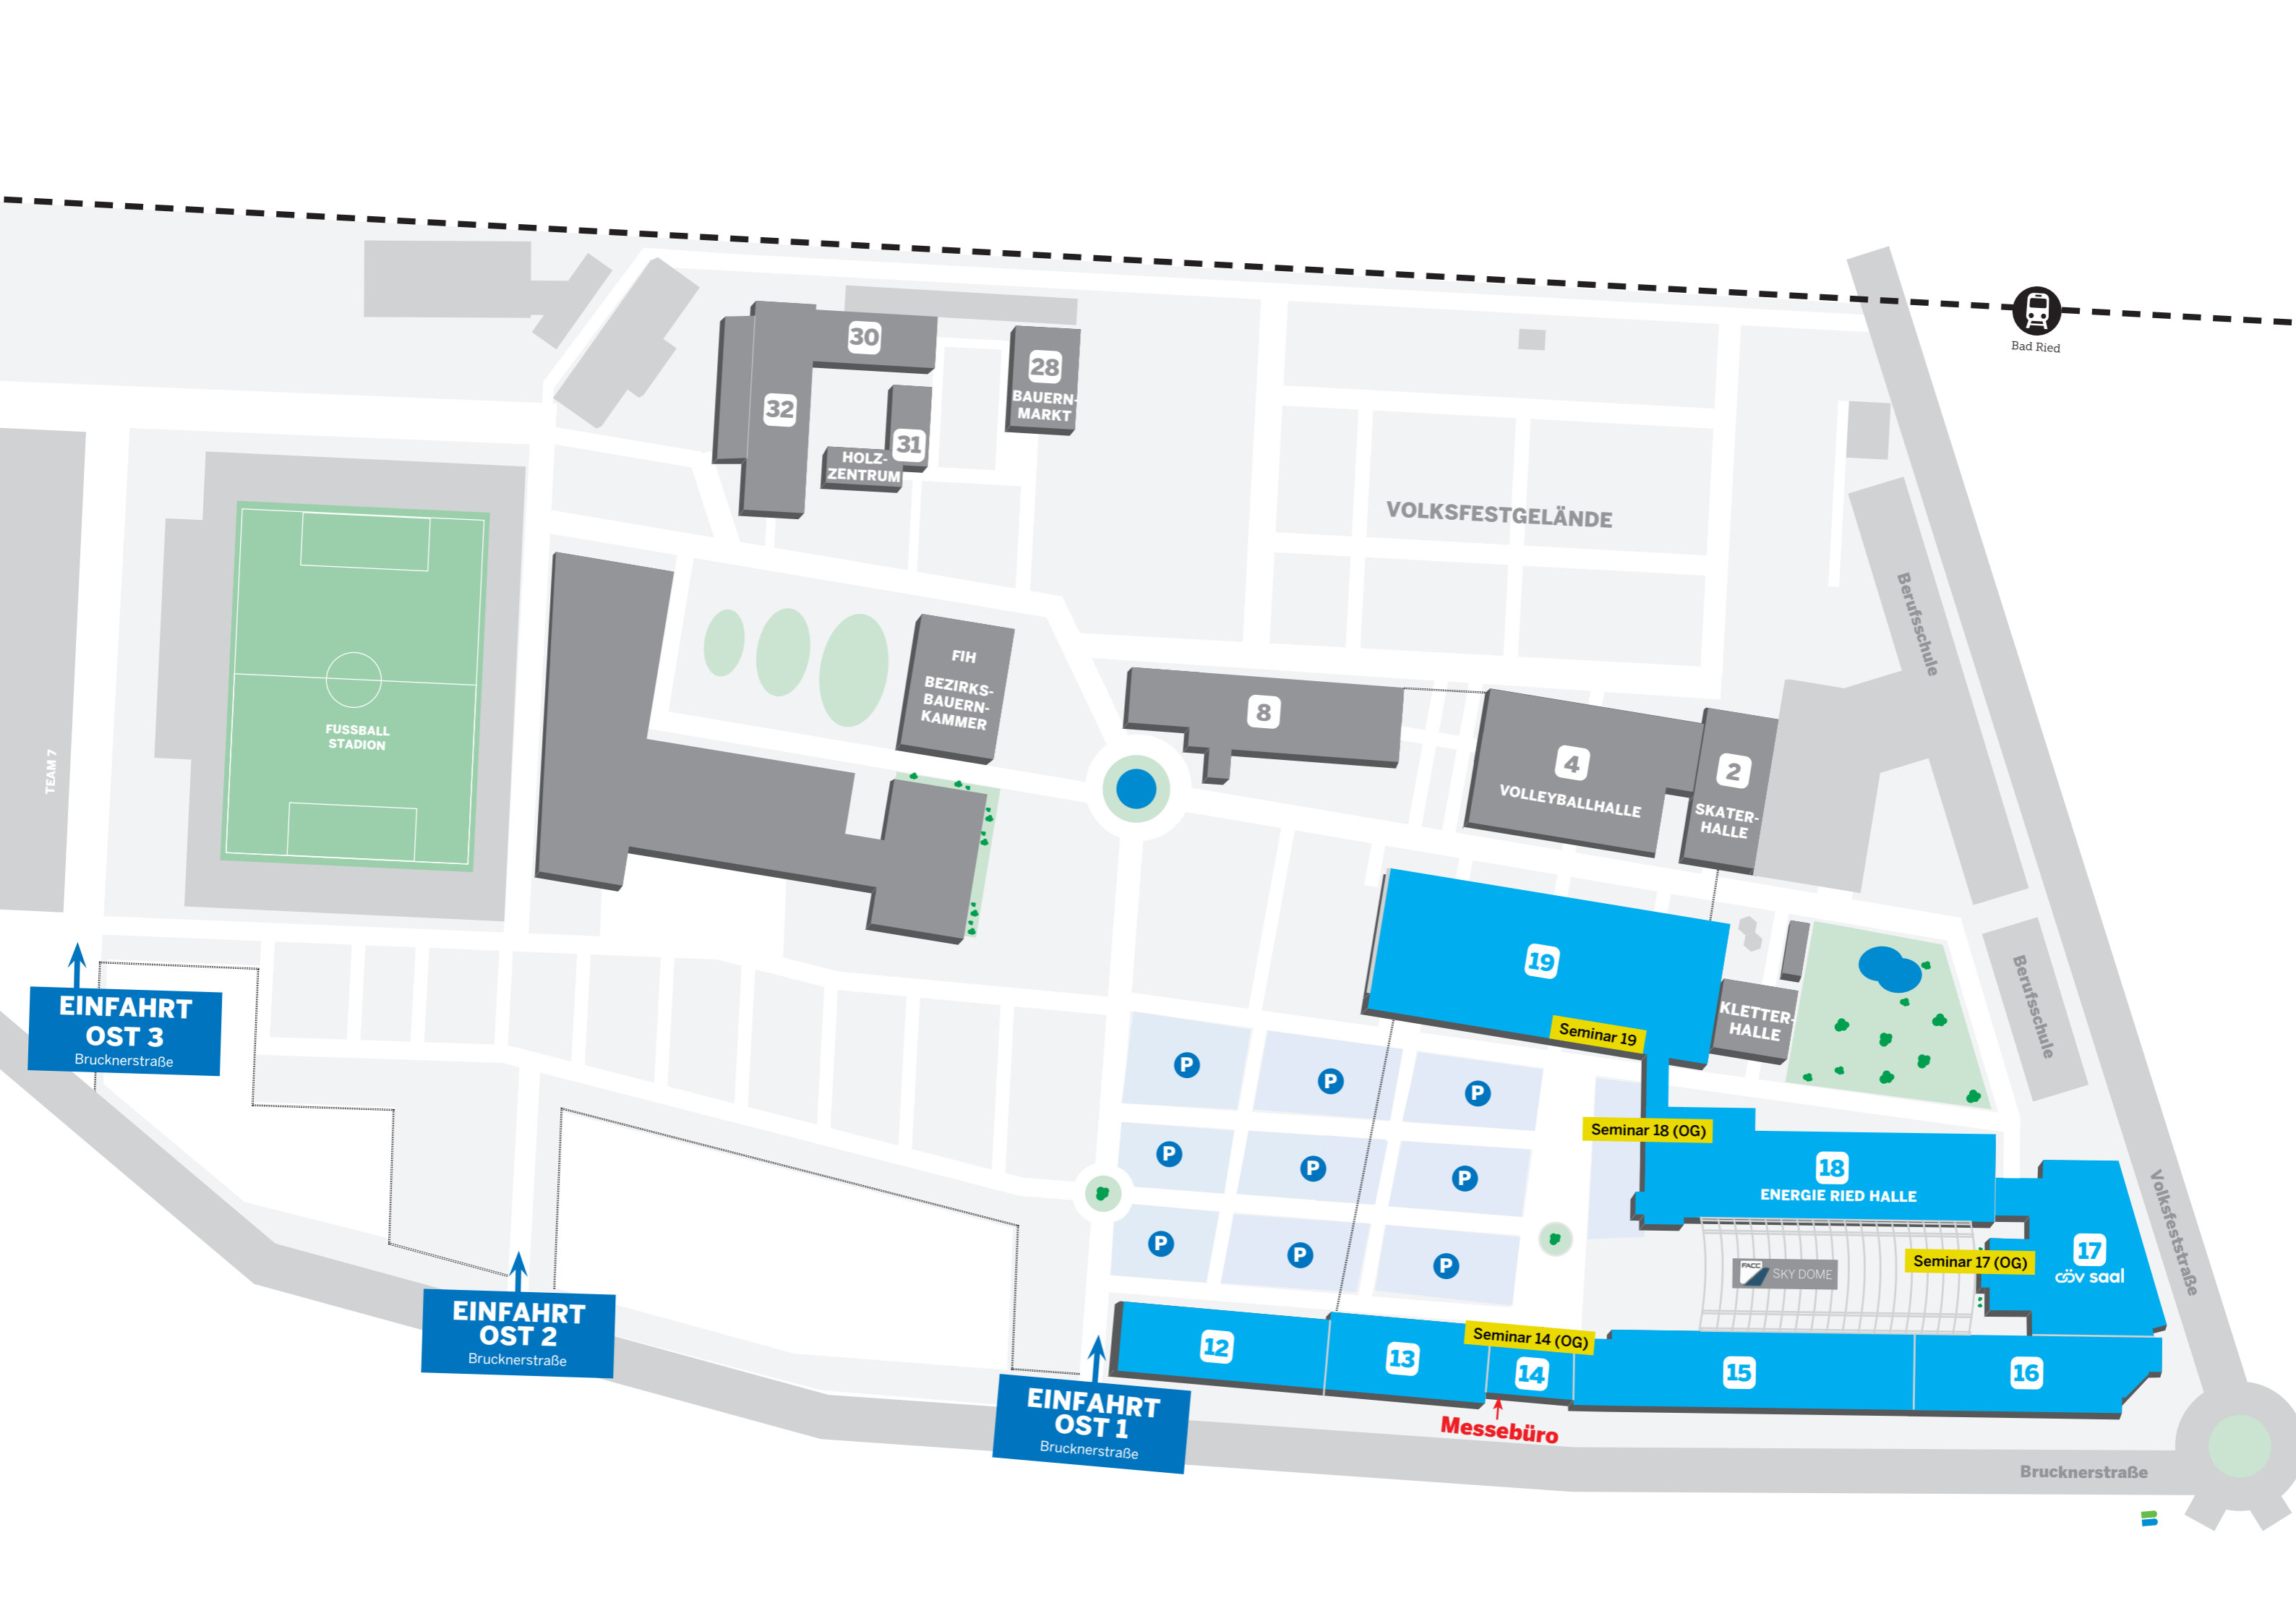 Bad Ried
30
28
BAUERN-
MARKT
32
31
HOLZ-
ZENTRUM
VOLKSFESTGELÄNDE
Berufsschule
FIH
BEZIRKS-
BAUERN-
KAMMER
8
4
VOLLEYBALLHALLE
2
SKATER-
HALLE
FUSSBALL
STADION
TEAM 7
19
Seminar 19
KLETTER-
HALLE
Berufsschule
EINFAHRT
OST 3
Brucknerstraße
P
P
P
P
P
P
P
P
P
Seminar 18 (OG)
18
ENERGIE RIED HALLE
Volksfeststraße
17
cöv saal
Seminar 17 (OG)
FACC
SKY DOME
EINFAHRT
OST 2
Brucknerstraße
12
13
Seminar 14 (OG)
14
15
16
EINFAHRT
OST 1
Brucknerstraße
Messebüro
Brucknerstraße